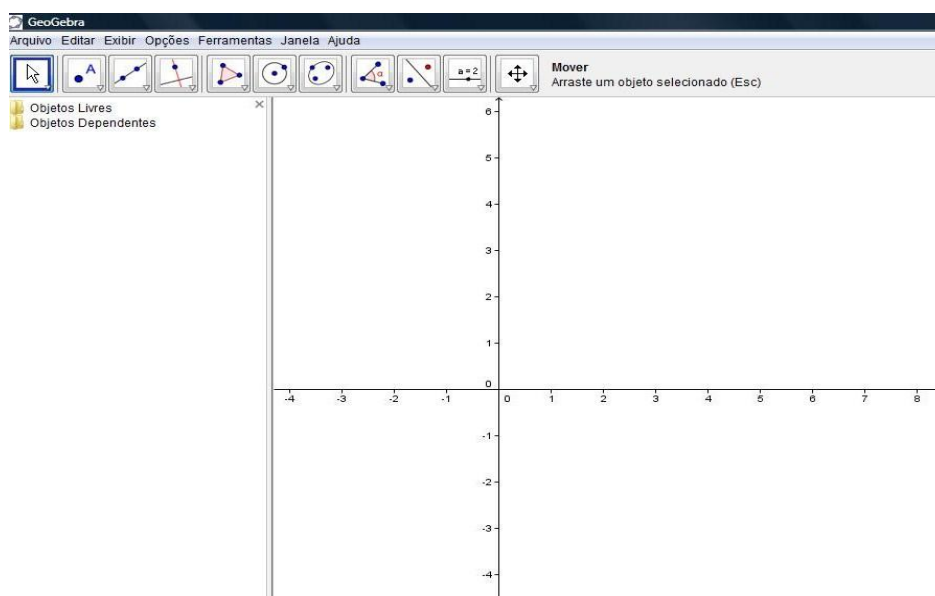 GeoGebra
Arquivo Editar Exibir Opções Ferramentas Janela Ajuda
A
α
a = 2
Mover
Arraste um objeto selecionado (Esc)
Objetos Livres
Objetos Dependentes
6
5
4
3
2
1
0
-4 -3 -2 -1 0 1 2 3 4 5 6 7 8
-1
-2
-3
-4